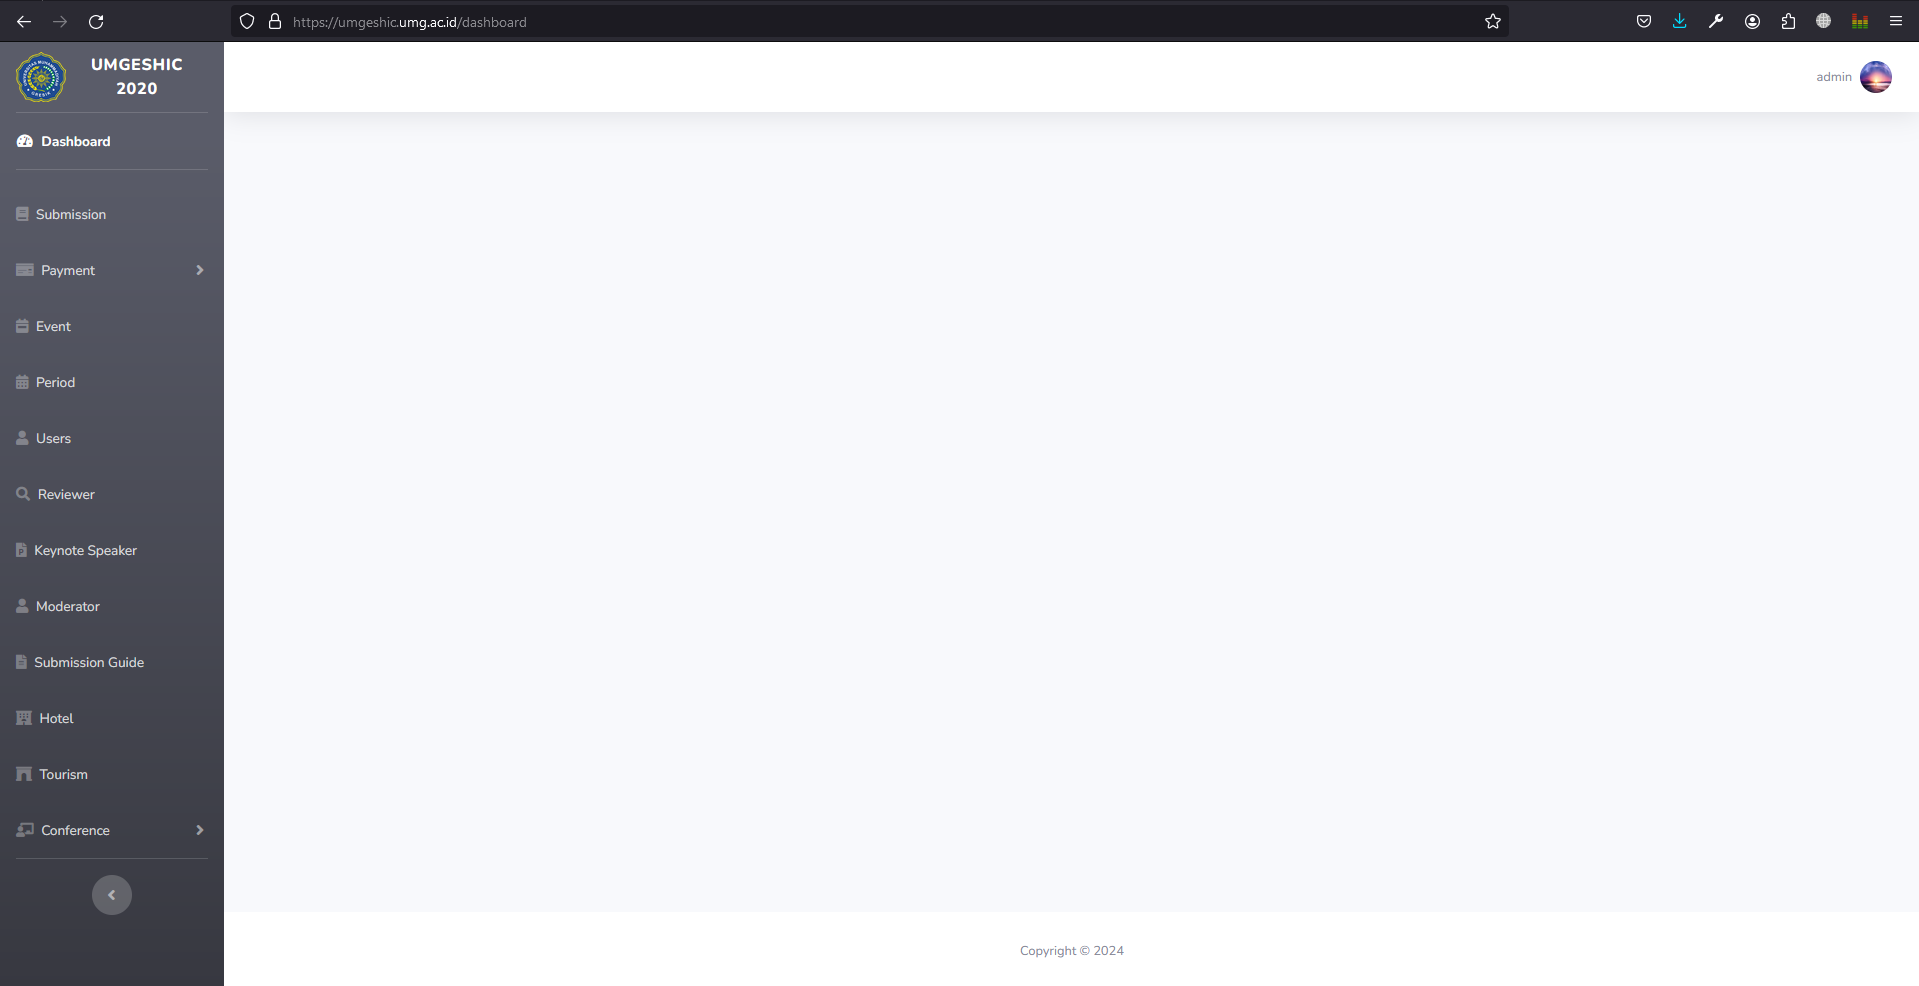 https://umgeshic.umg.ac.id/dashboard
UMGESHIC
2020
admin
Dashboard
Submission
Payment
Event
Period
Users
Reviewer
Keynote Speaker
Moderator
Submission Guide
Hotel
Tourism
Conference
Copyright © 2024